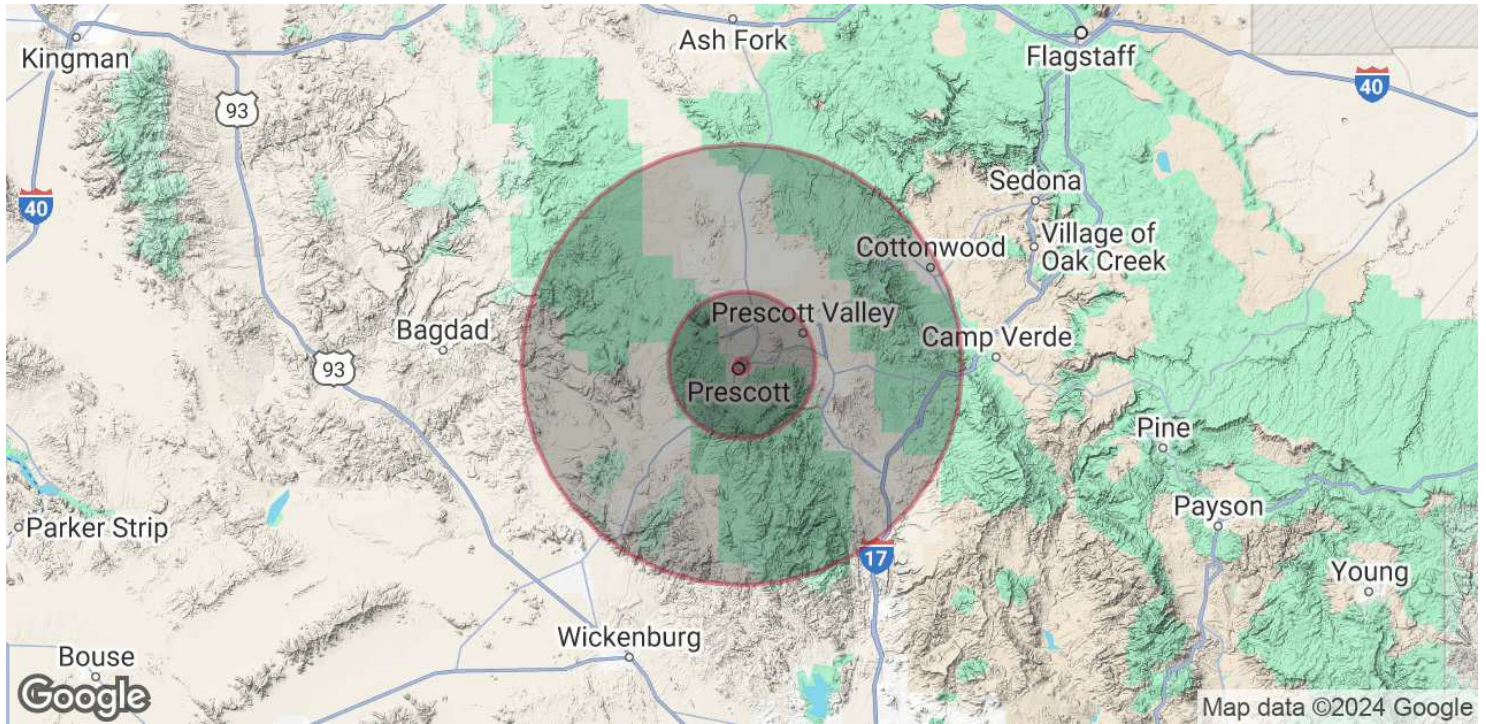 Kingman
Ash Fork
Flagstaff
93
40
40
Sedona
Cottonwood
Village of
Oak Creek
Prescott Valley
Bagdad
Camp Verde
93
Prescott
Pine
Parker Strip
Payson
17
Young
Wickenburg
Bouse
Google
Map data ©2024 Google